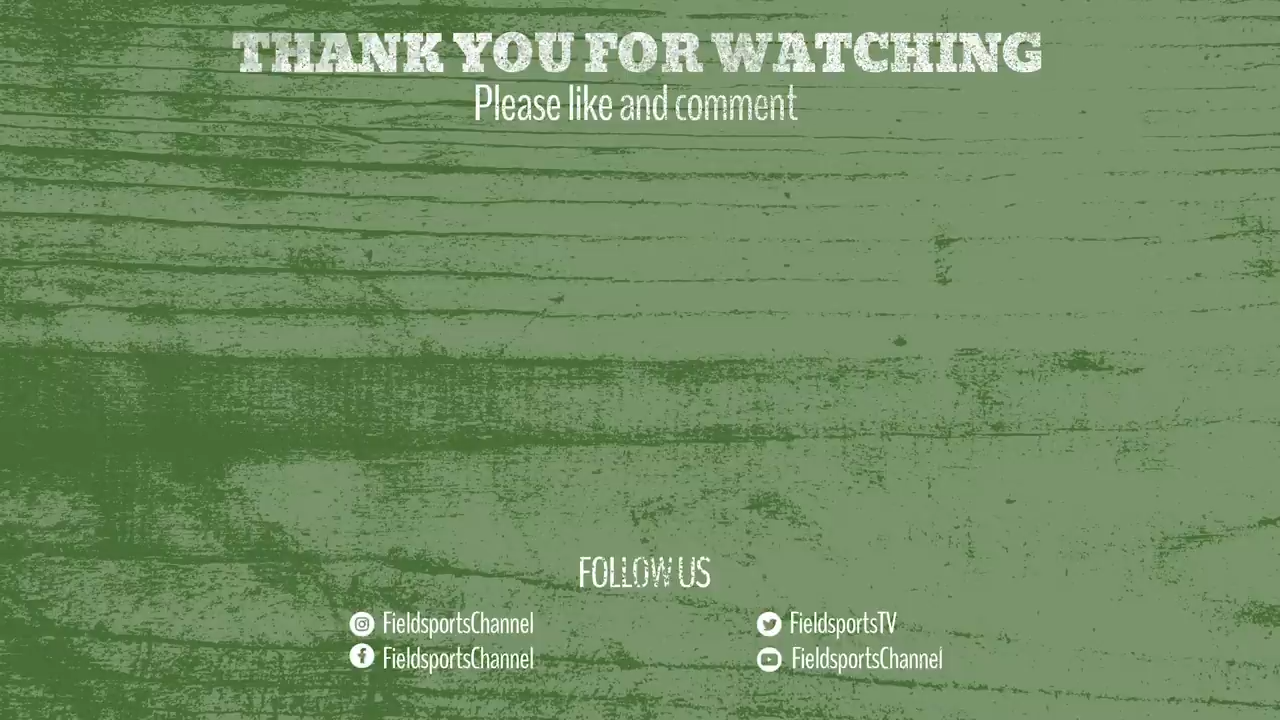 THANK YOU FOR WATCHING
Please like and comment
FOLLOW US
FieldsportsChannel
FieldsportsTV
FieldsportsChannel
FieldsportsChannel